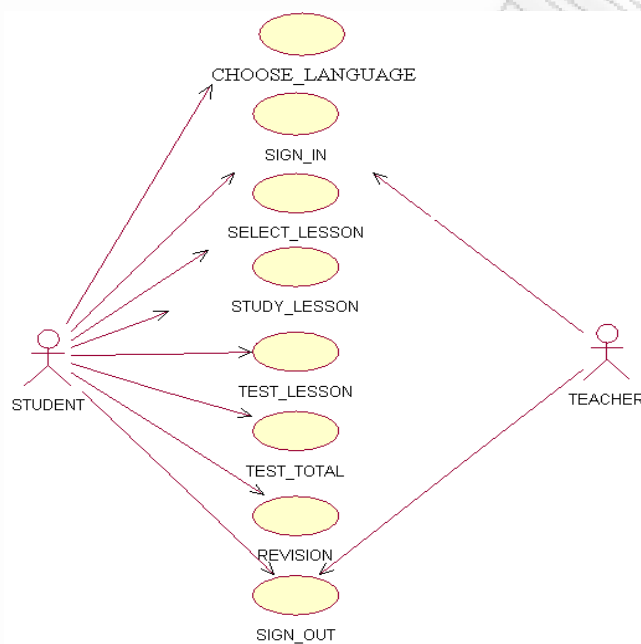 CHOOSE_LANGUAGE
SIGN_IN
SELECT_LESSON
STUDY_LESSON
TEST_LESSON
STUDENT
TEACHER
TEST_TOTAL
REVISION
SIGN_OUT